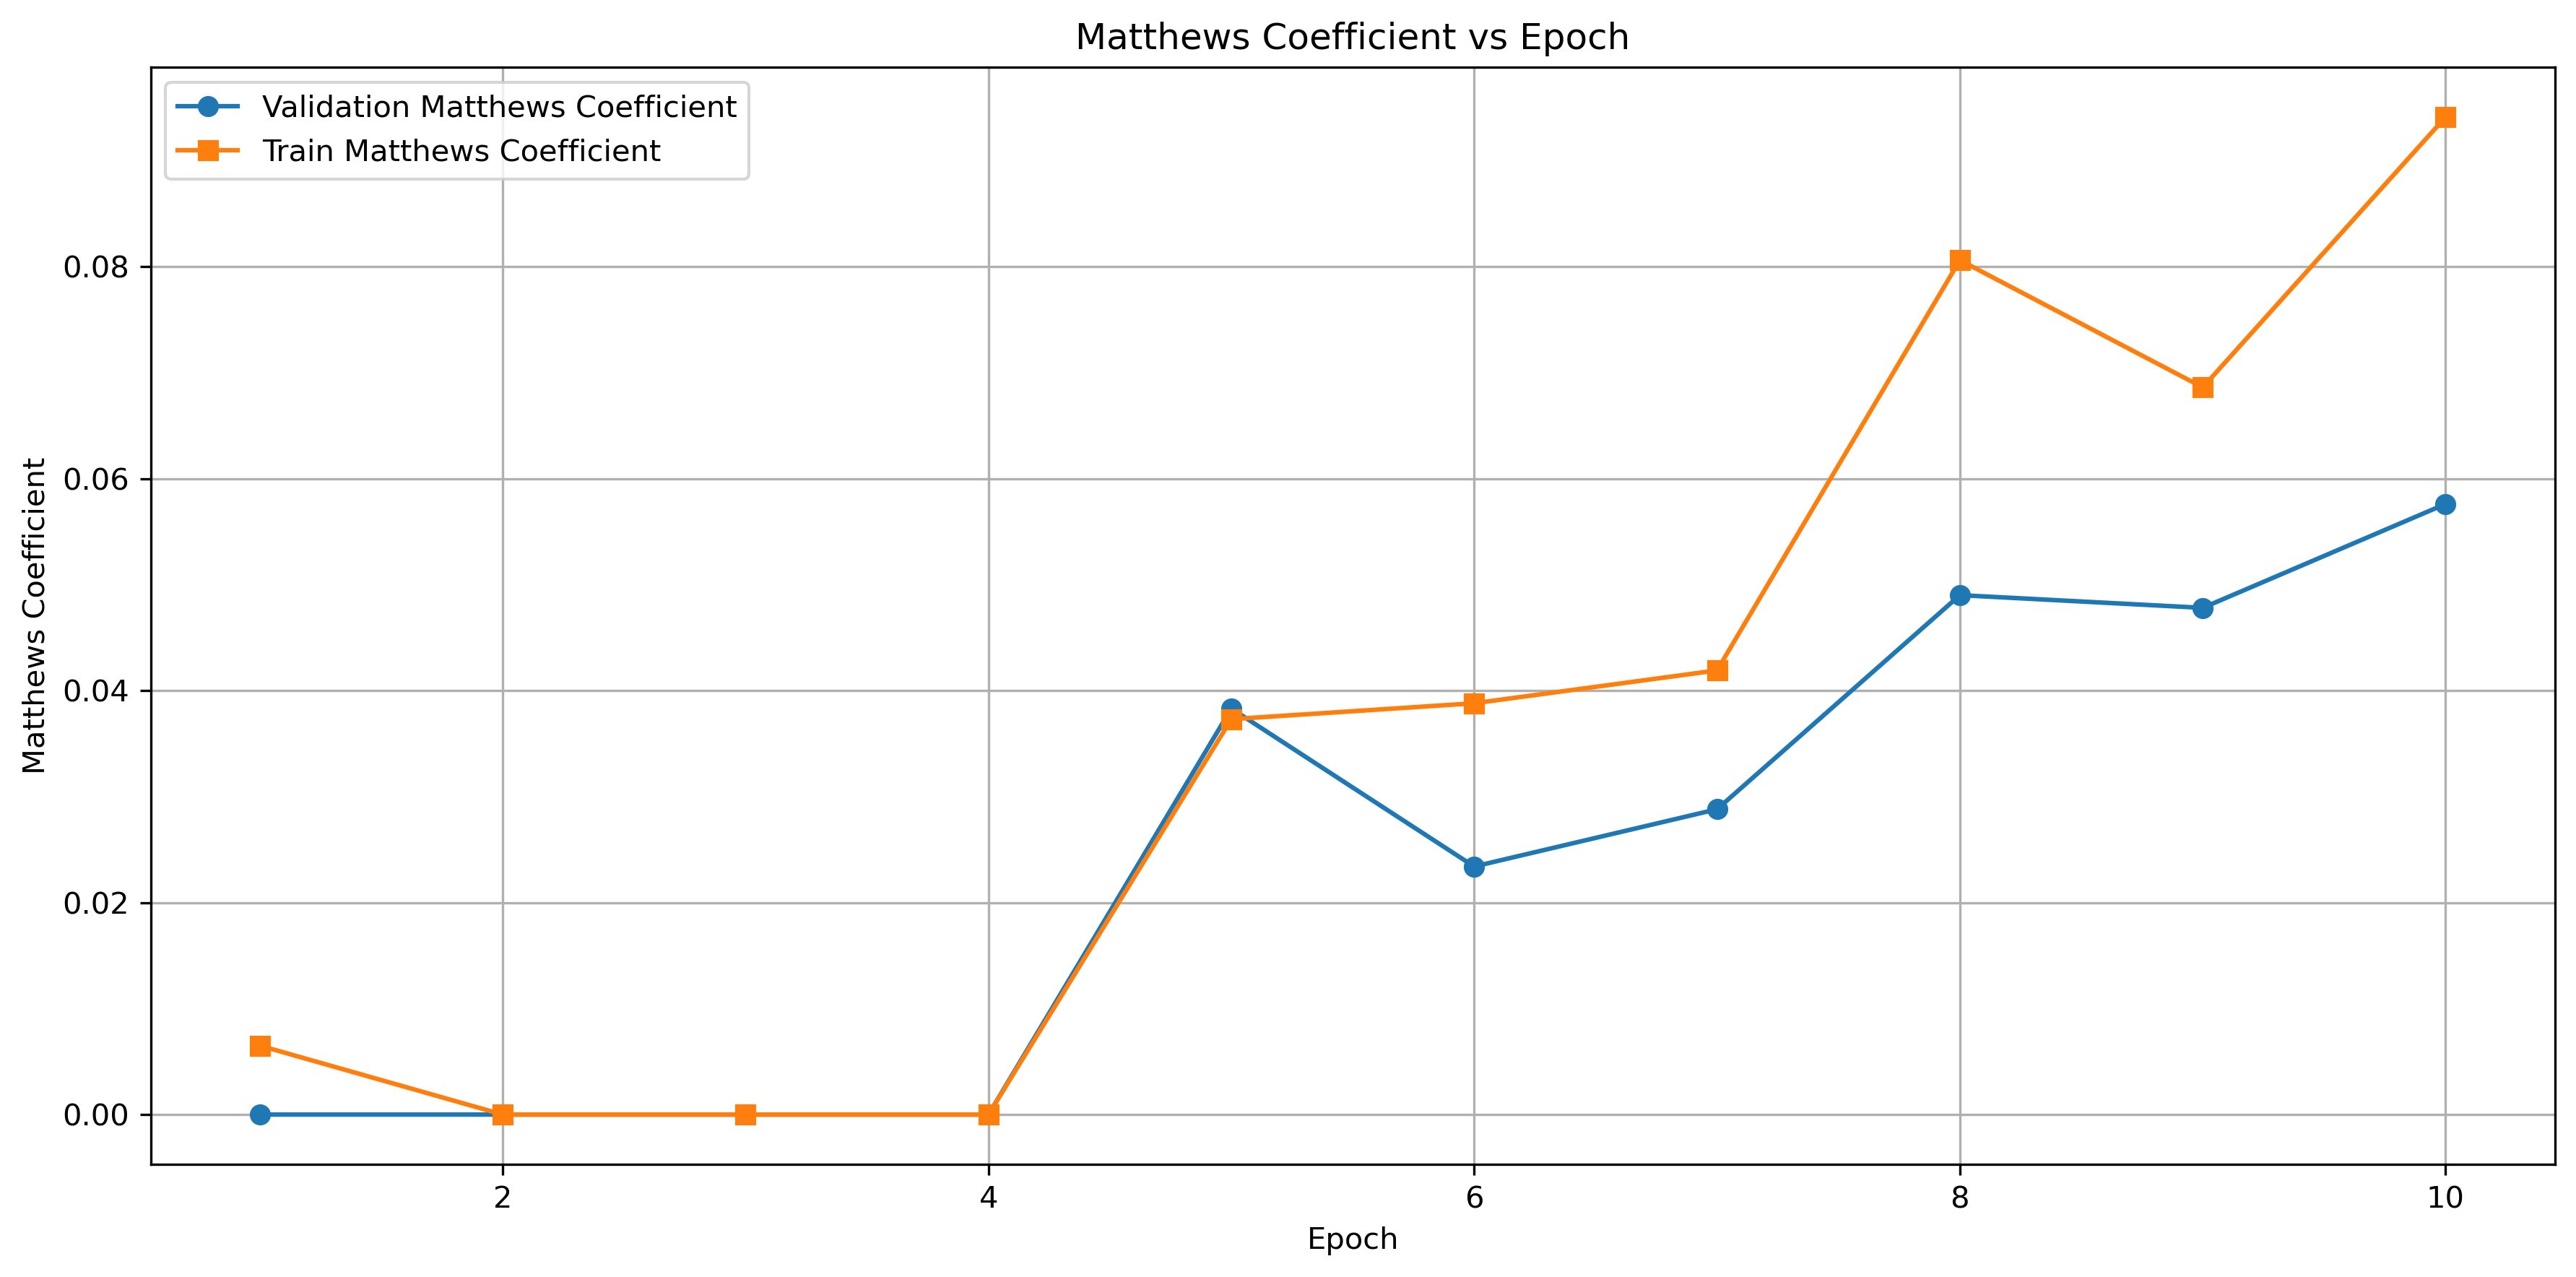 Matthews Coefficient vs Epoch
Validation Matthews Coefficient
Train Matthews Coefficient
Matthews Coefficient
0.08
0.06
0.04
0.02
0.00
2 4 6 8 10
Epoch